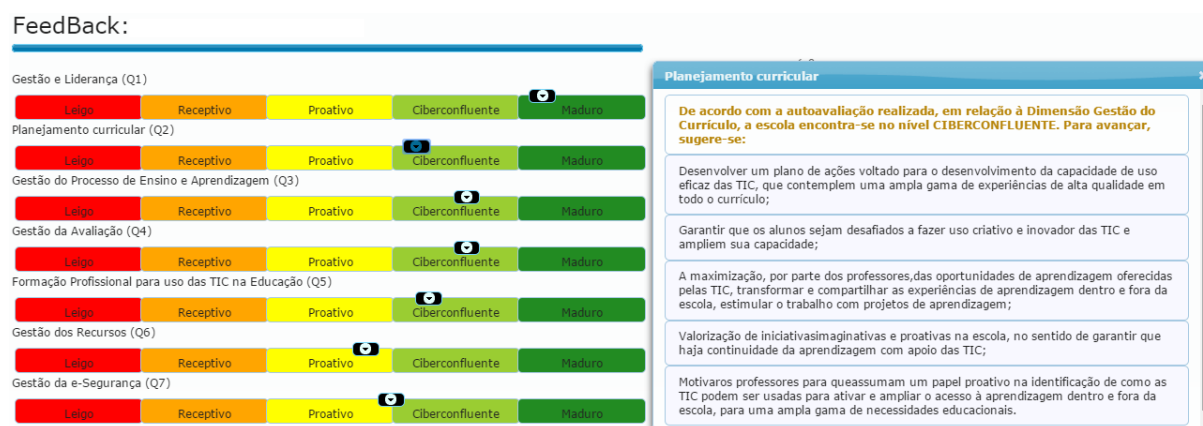 FeedBack:
Gestão e Liderança (Q1)
Leigo Receptivo Proativo Ciberconfluente Maduro
Planejamento curricular (Q2)
Leigo Receptivo Proativo Ciberconfluente Maduro
Gestão do Processo de Ensino e Aprendizagem (Q3)
Leigo Receptivo Proativo Ciberconfluente Maduro
Gestão da Avaliação (Q4)
Leigo Receptivo Proativo Ciberconfluente Maduro
Formação Profissional para uso das TIC na Educação (Q5)
Leigo Receptivo Proativo Ciberconfluente Maduro
Gestão dos Recursos (Q6)
Leigo Receptivo Proativo Ciberconfluente Maduro
Gestão da e-Segurança (Q7)
Leigo Receptivo Proativo Ciberconfluente Maduro
Planejamento curricular
De acordo com a autoavaliação realizada, em relação à Dimensão Gestão do
Currículo, a escola encontra-se no nível CIBERCONFLUENTE. Para avançar,
sugere-se:
Desenvolver um plano de ações voltado para o desenvolvimento da capacidade de uso
eficaz das TIC, que contemplem uma ampla gama de experiências de alta qualidade em
todo o currículo;
Garantir que os alunos sejam desafiados a fazer uso criativo e inovador das TIC e
ampliem sua capacidade;
A maximização, por parte dos professores,das oportunidades de aprendizagem oferecidas
pelas TIC, transformar e compartilhar as experiências de aprendizagem dentro e fora da
escola, estimular o trabalho com projetos de aprendizagem;
Valorização de iniciativasimaginativas e proativas na escola, no sentido de garantir que
haja continuidade da aprendizagem com apoio das TIC;
Motivaros professores para queassumam um papel proativo na identificação de como as
TIC podem ser usadas para ativar e ampliar o acesso à aprendizagem dentro e fora da
escola, para uma ampla gama de necessidades educacionais.